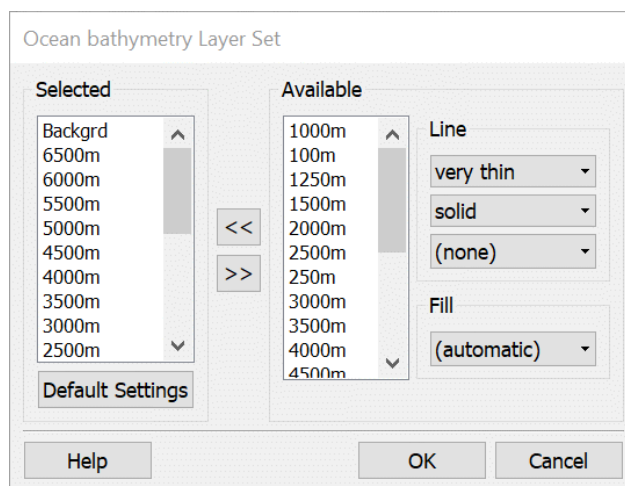 Ocean bathymetry Layer Set
Selected
Backgrd
6500m
6000m
5500m
5000m
4500m
4000m
3500m
3000m
2500m
Default Settings
<<
>>
Available
1000m
100m
1250m
1500m
2000m
2500m
250m
3000m
3500m
4000m
4500m
Line
very thin
solid
(none)
Fill
(automatic)
Help
OK
Cancel